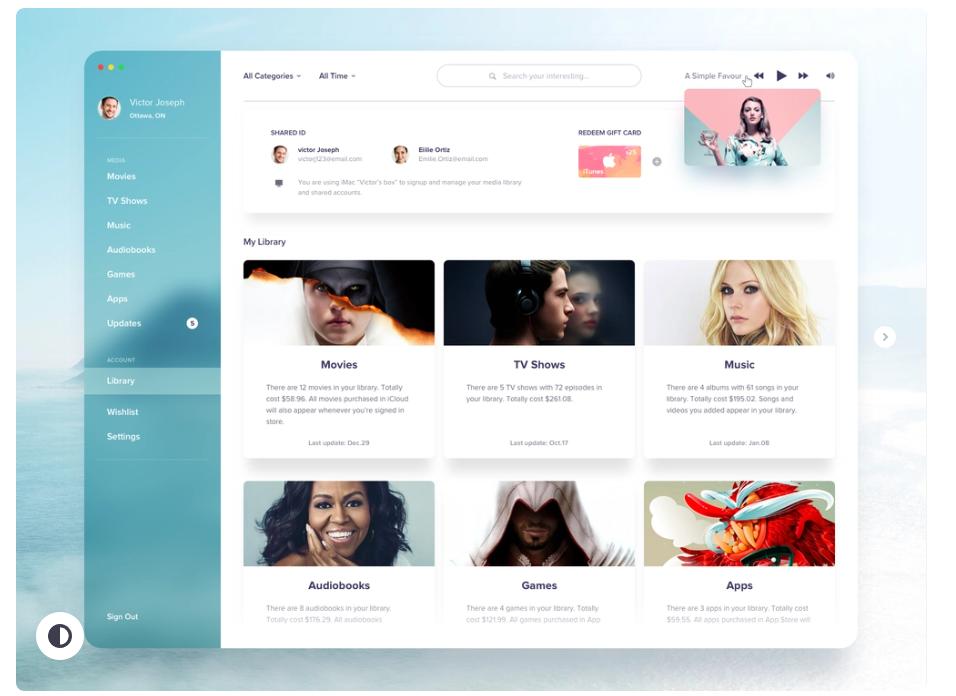 Victor Joseph
Ottawa, ON
MEDIA
Movies
TV Shows
Music
Audiobooks
Games
Apps
Updates
5
ACCOUNT
Library
Wishlist
Settings
Sign Out
All Categories
All Time
Search your interesting...
A Simple Favour
SHARED ID
victor Joseph
victorj123@email.com
Eilile Ortiz
Emilie.Ortiz@email.com
You are using iMac "Victor's box" to signup and manage your media library
and shared accounts.
REDEEM GIFT CARD
$25
iTunes
My Library
Movies
There are 12 movies in your library. Totally
cost $58.96. All movies purchased in iCloud
will also appear whenever you're signed in
store.
Last update: Dec.29
TV Shows
There are 5 TV shows with 72 episodes in
your library. Totally cost $261.08.
Last update: Oct.17
Music
There are 4 albums with 61 songs in your
library. Totally cost $195.02. Songs and
videos you added appear in your library.
Last update: Jan.08
Audiobooks
There are 8 audiobooks in your library.
Totally cost $176.29. All audiobooks
Games
There are 4 games in your library. Totally
cost $121.99. All games purchased in App
Apps
There are 3 apps in your library. Totally cost
$59.55. All apps purchased in App Store will